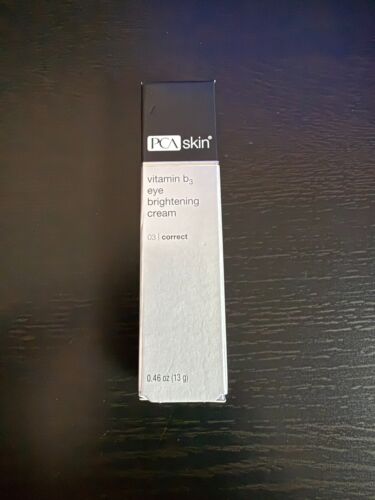 PCA skin®
vitamin b₃
eye
brightening
cream
03 | correct
0.46 oz (13 g)